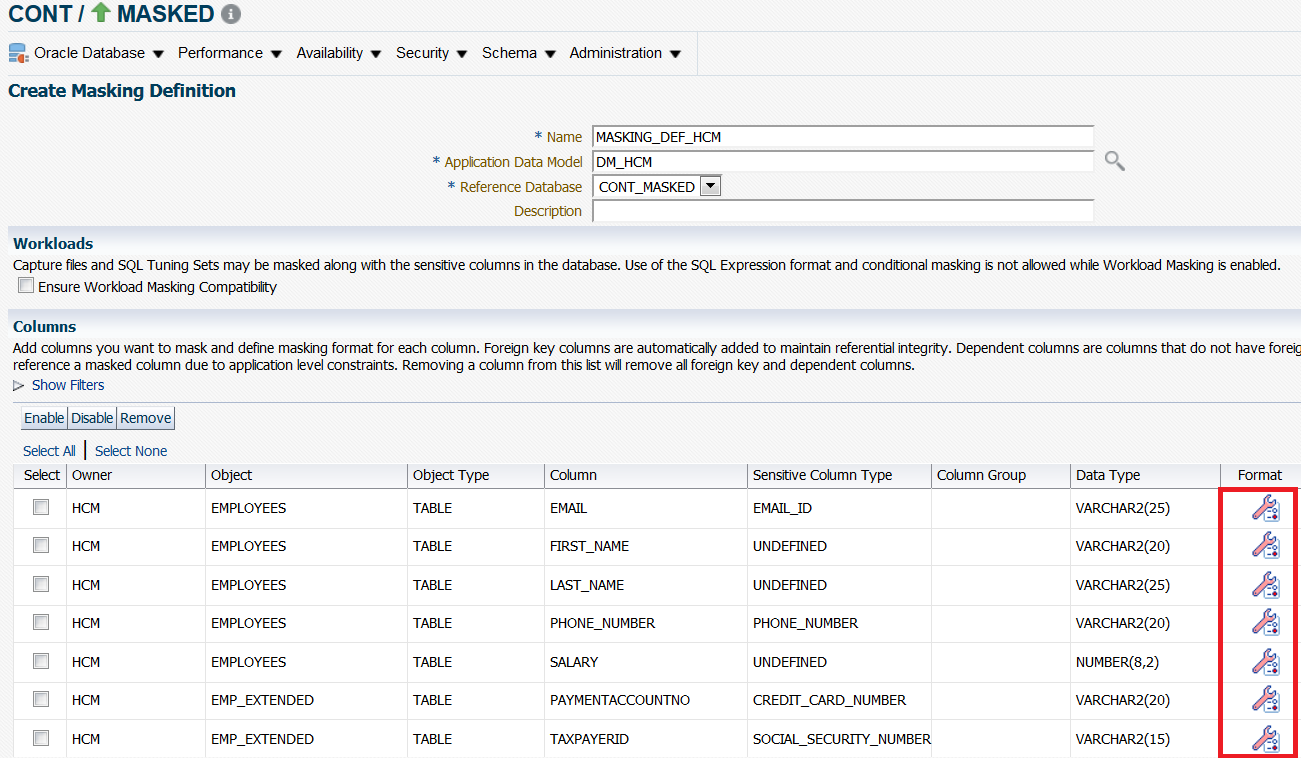 CONT / MASKED
Oracle Database Performance Availability Security Schema Administration
Create Masking Definition
* Name MASKING_DEF_HCM
* Application Data Model DM_HCM
* Reference Database CONT_MASKED
Description
Workloads
Capture files and SQL Tuning Sets may be masked along with the sensitive columns in the database. Use of the SQL Expression format and conditional masking is not allowed while Workload Masking is enabled.
Ensure Workload Masking Compatibility
Columns
Add columns you want to mask and define masking format for each column. Foreign key columns are automatically added to maintain referential integrity. Dependent columns are columns that do not have foreig
reference a masked column due to application level constraints. Removing a column from this list will remove all foreign key and dependent columns.
Show Filters
Enable Disable Remove
Select All | Select None
Select Owner Object Object Type Column Sensitive Column Type Column Group Data Type Format
HCM EMPLOYEES TABLE EMAIL EMAIL_ID VARCHAR2(25)
HCM EMPLOYEES TABLE FIRST_NAME UNDEFINED VARCHAR2(20)
HCM EMPLOYEES TABLE LAST_NAME UNDEFINED VARCHAR2(25)
HCM EMPLOYEES TABLE PHONE_NUMBER PHONE_NUMBER VARCHAR2(20)
HCM EMPLOYEES TABLE SALARY UNDEFINED NUMBER(8,2)
HCM EMP_EXTENDED TABLE PAYMENTACCOUNTNO CREDIT_CARD_NUMBER VARCHAR2(20)
HCM EMP_EXTENDED TABLE TAXPAYERID SOCIAL_SECURITY_NUMBER VARCHAR2(15)